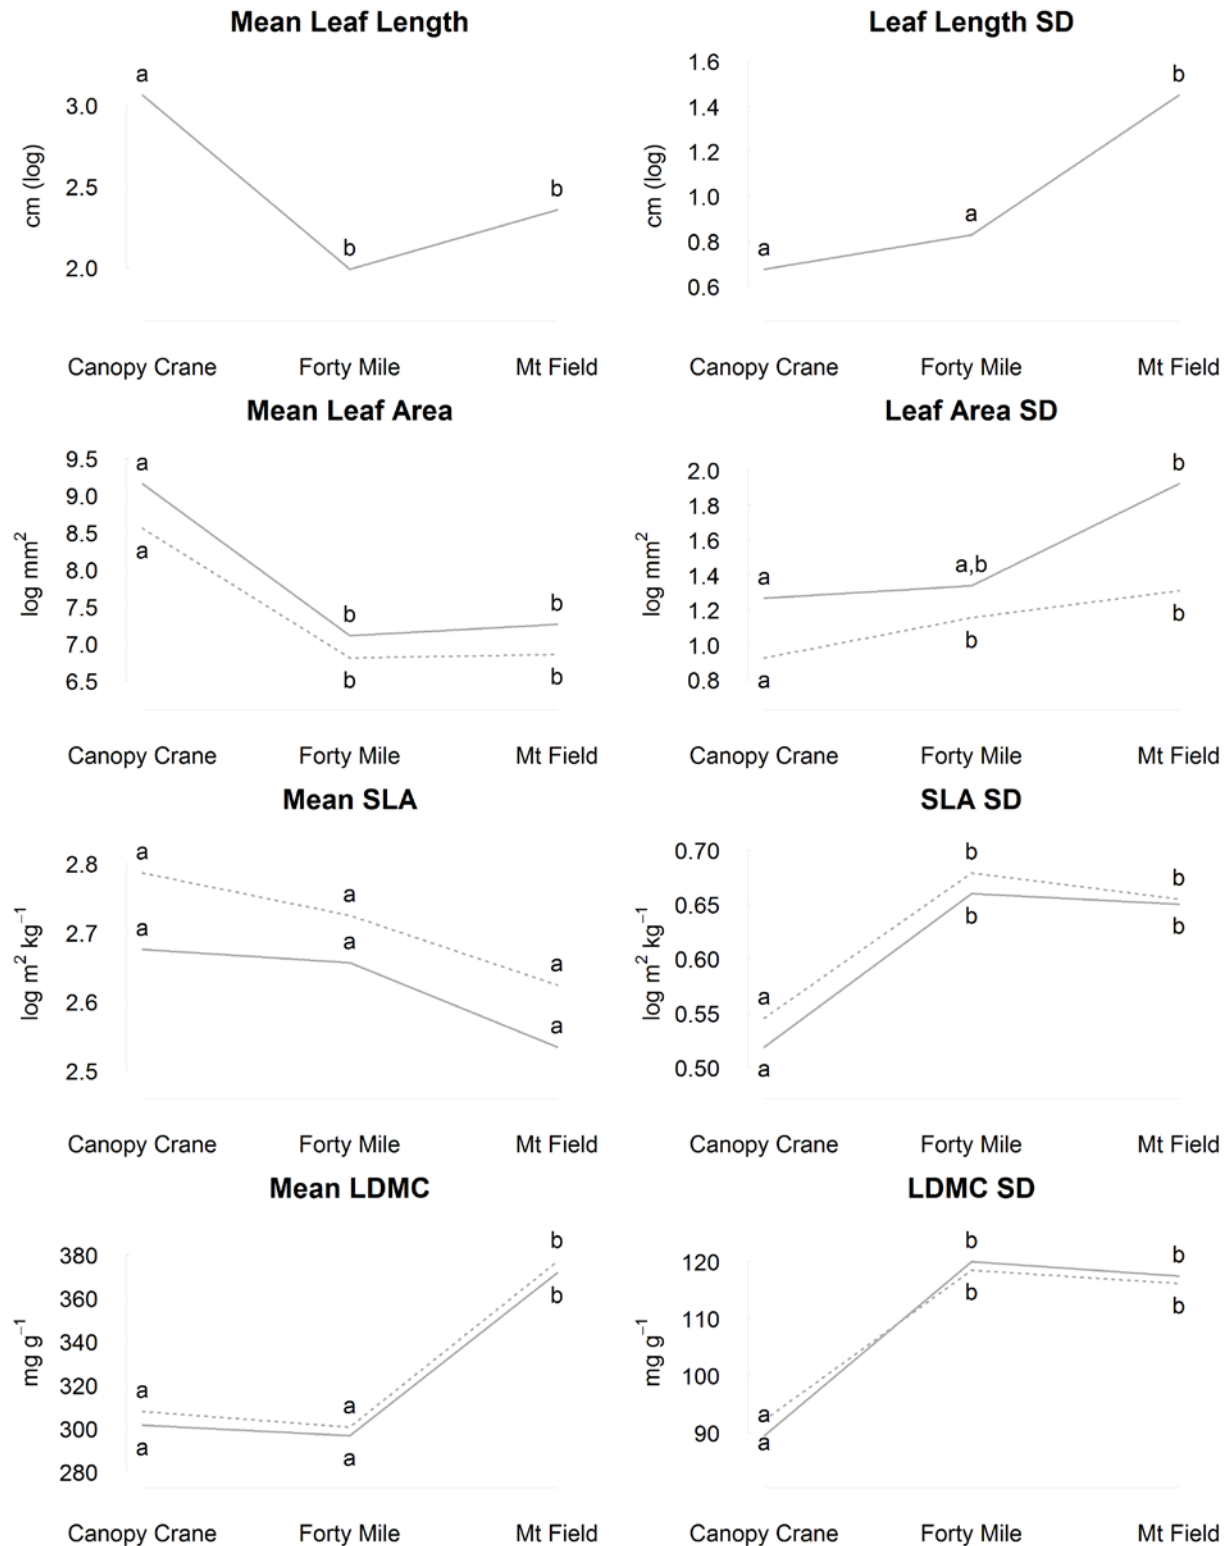 Mean Leaf Length
cm (log)
3.0
2.5
2.0
a
b
b
Canopy Crane Forty Mile Mt Field
Leaf Length SD
cm (log)
1.6
1.4
1.2
1.0
0.8
0.6
a
a
b
Canopy Crane Forty Mile Mt Field
Mean Leaf Area
log mm²
9.5
9.0
8.5
8.0
7.5
7.0
6.5
a
a
b
b
b
b
Canopy Crane Forty Mile Mt Field
Leaf Area SD
log mm²
2.0
1.8
1.6
1.4
1.2
1.0
0.8
a
a
a,b
b
b
b
Canopy Crane Forty Mile Mt Field
Mean SLA
log m² kg⁻¹
2.8
2.7
2.6
2.5
a
a
a
a
a
a
Canopy Crane Forty Mile Mt Field
SLA SD
log m² kg⁻¹
0.70
0.65
0.60
0.55
0.50
a
a
b
b
b
b
Canopy Crane Forty Mile Mt Field
Mean LDMC
mg g⁻¹
380
360
340
320
300
280
a
a
a
a
b
b
Canopy Crane Forty Mile Mt Field
LDMC SD
mg g⁻¹
120
110
100
90
a
a
b
b
b
b
Canopy Crane Forty Mile Mt Field